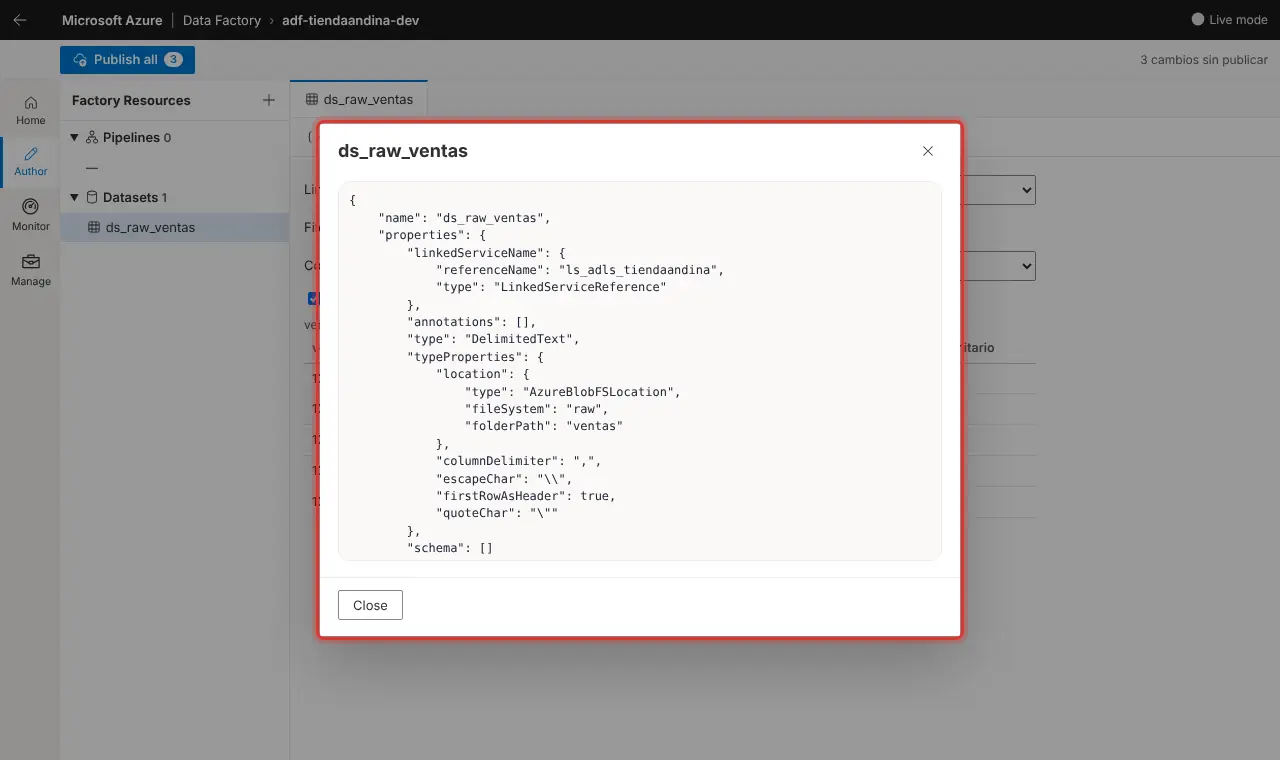 Microsoft Azure | Data Factory › adf-tiendaandina-dev
Live mode
Publish all 3
3 cambios sin publicar
Home
Author
Monitor
Manage
Factory Resources
Pipelines 0
—
Datasets 1
ds_raw_ventas
ds_raw_ventas
ds_raw_ventas
{
    "name": "ds_raw_ventas",
    "properties": {
        "linkedServiceName": {
            "referenceName": "ls_adls_tiendaandina",
            "type": "LinkedServiceReference"
        },
        "annotations": [],
        "type": "DelimitedText",
        "typeProperties": {
            "location": {
                "type": "AzureBlobFSLocation",
                "fileSystem": "raw",
                "folderPath": "ventas"
            },
            "columnDelimiter": ",",
            "escapeChar": "\\",
            "firstRowAsHeader": true,
            "quoteChar": "\""
        },
        "schema": []
Close